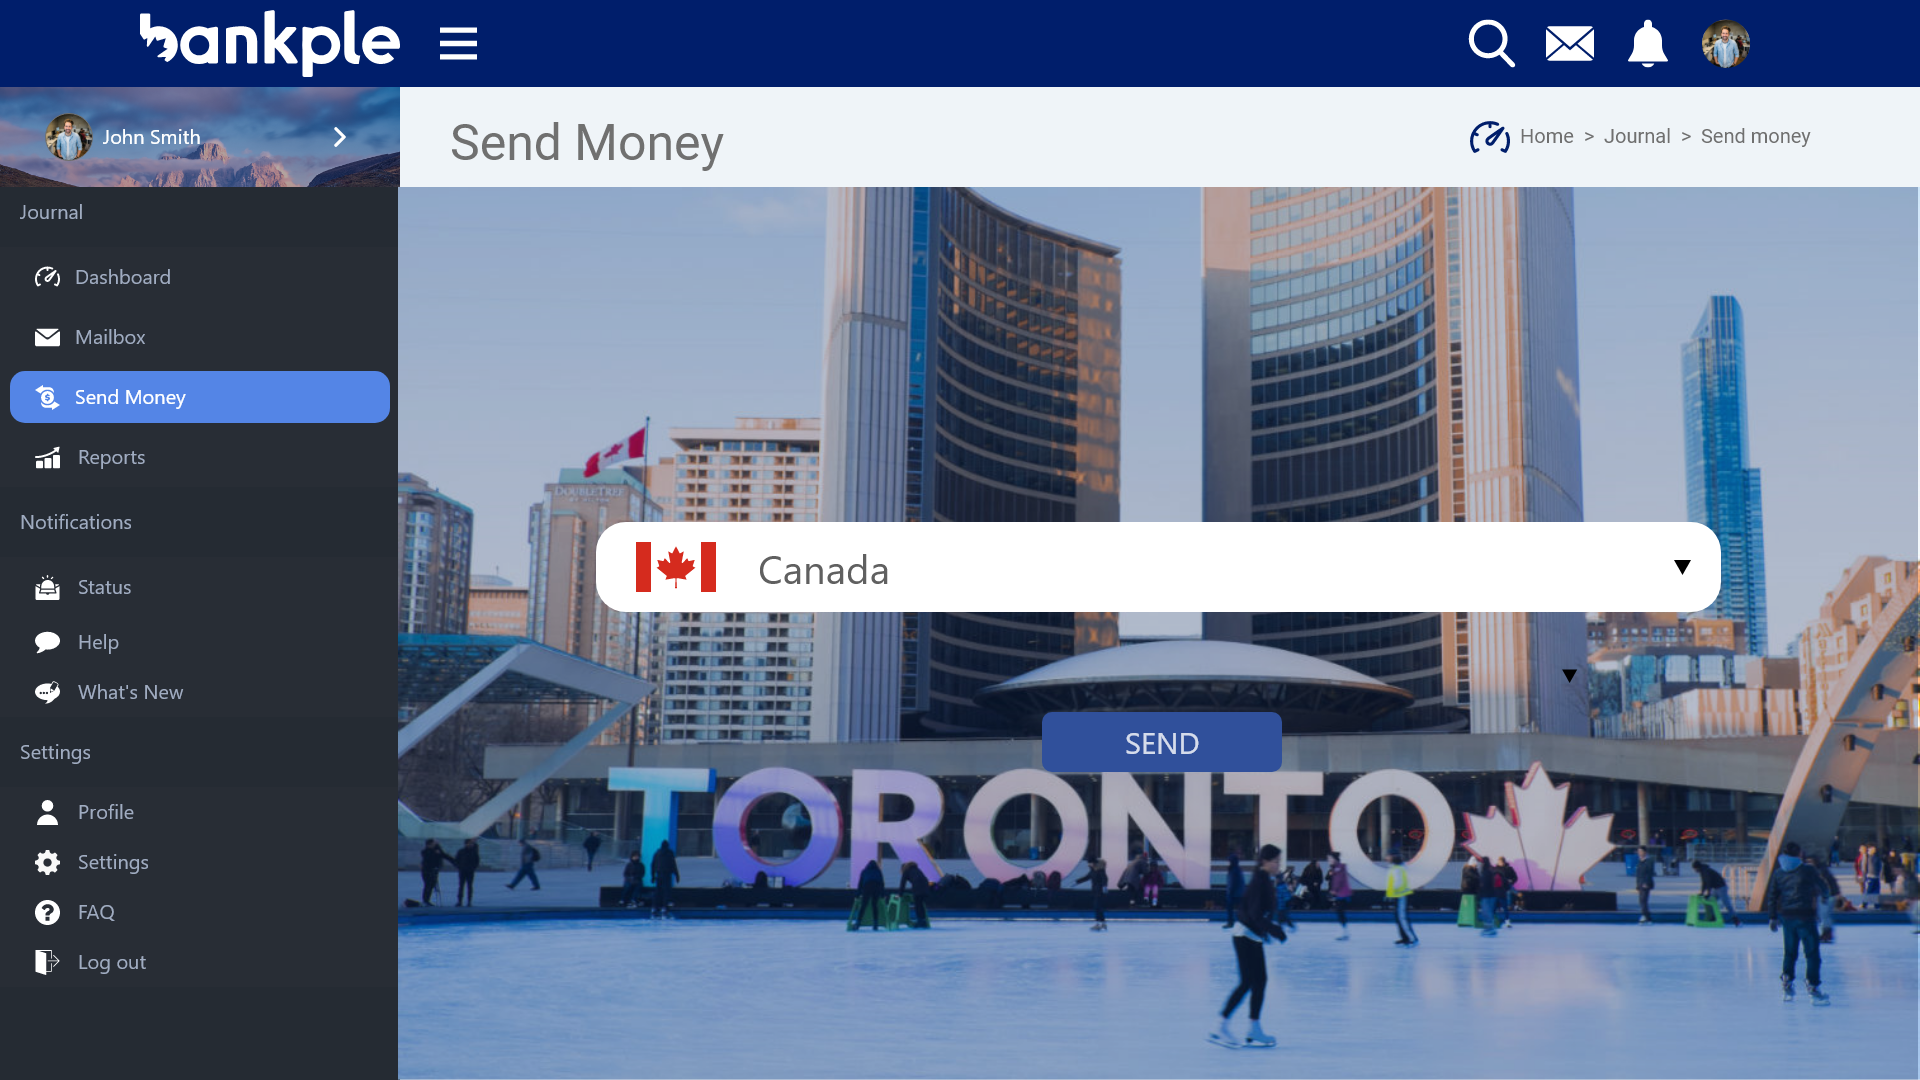 bankple
John Smith
Send Money
Home > Journal > Send money
Journal
Dashboard
Mailbox
Send Money
Reports
Notifications
Status
Help
What's New
Settings
Profile
Settings
FAQ
Log out
DOUBLETREE
Canada
SEND
TORONTO